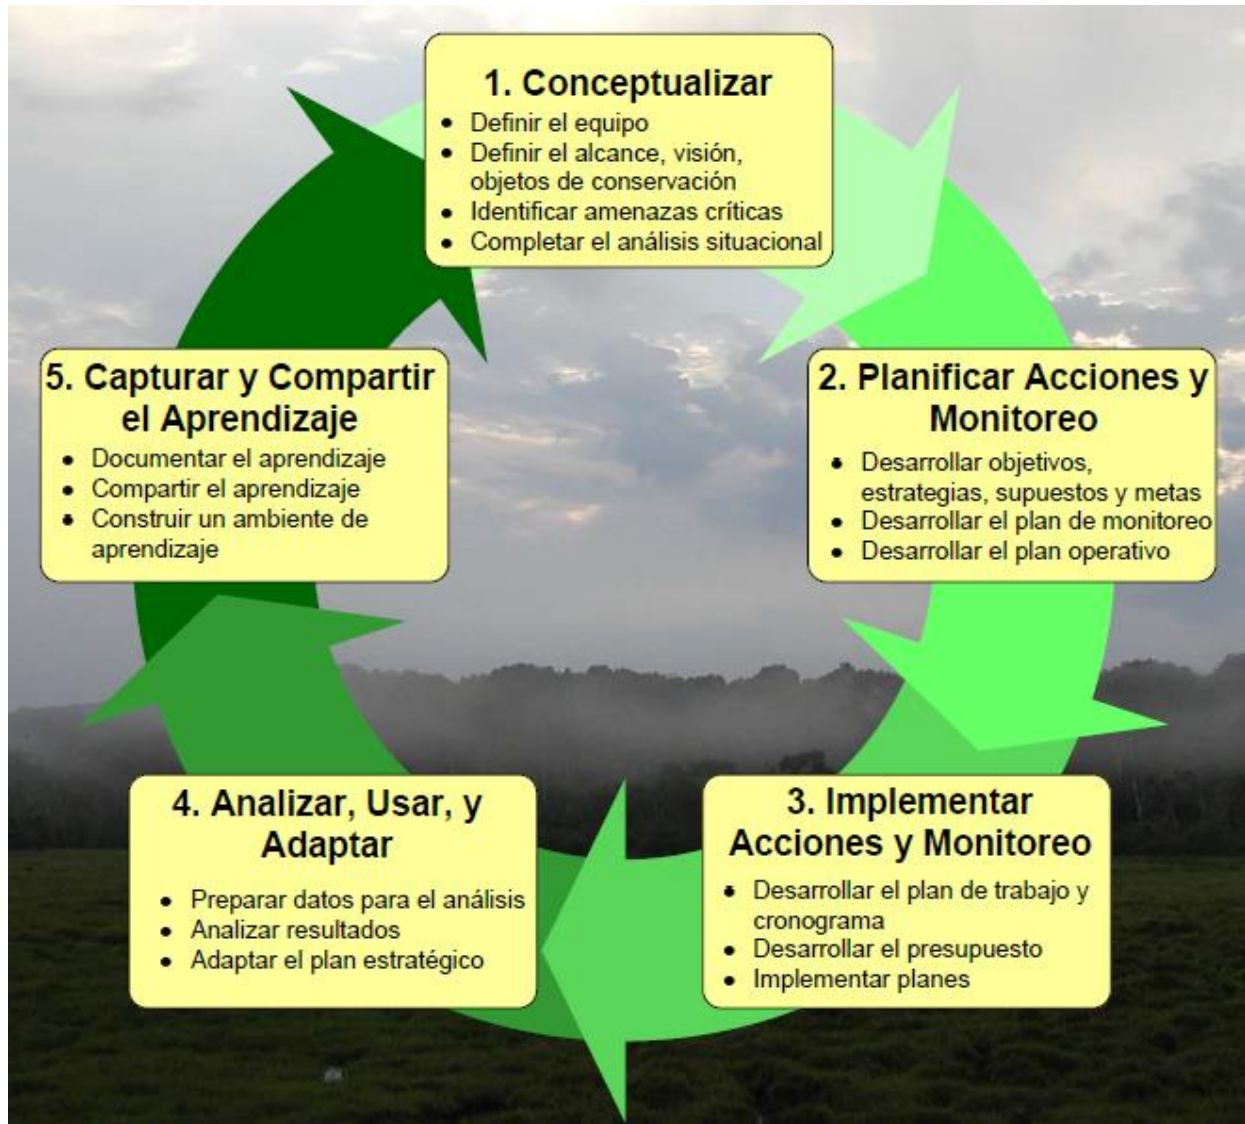 1. Conceptualizar
• Definir el equipo
• Definir el alcance, visión,
objetos de conservación
• Identificar amenazas críticas
• Completar el análisis situacional
2. Planificar Acciones y
Monitoreo
• Desarrollar objetivos,
estrategias, supuestos y metas
• Desarrollar el plan de monitoreo
• Desarrollar el plan operativo
3. Implementar
Acciones y Monitoreo
• Desarrollar el plan de trabajo y
cronograma
• Desarrollar el presupuesto
• Implementar planes
4. Analizar, Usar, y
Adaptar
• Preparar datos para el análisis
• Analizar resultados
• Adaptar el plan estratégico
5. Capturar y Compartir
el Aprendizaje
• Documentar el aprendizaje
• Compartir el aprendizaje
• Construir un ambiente de
aprendizaje